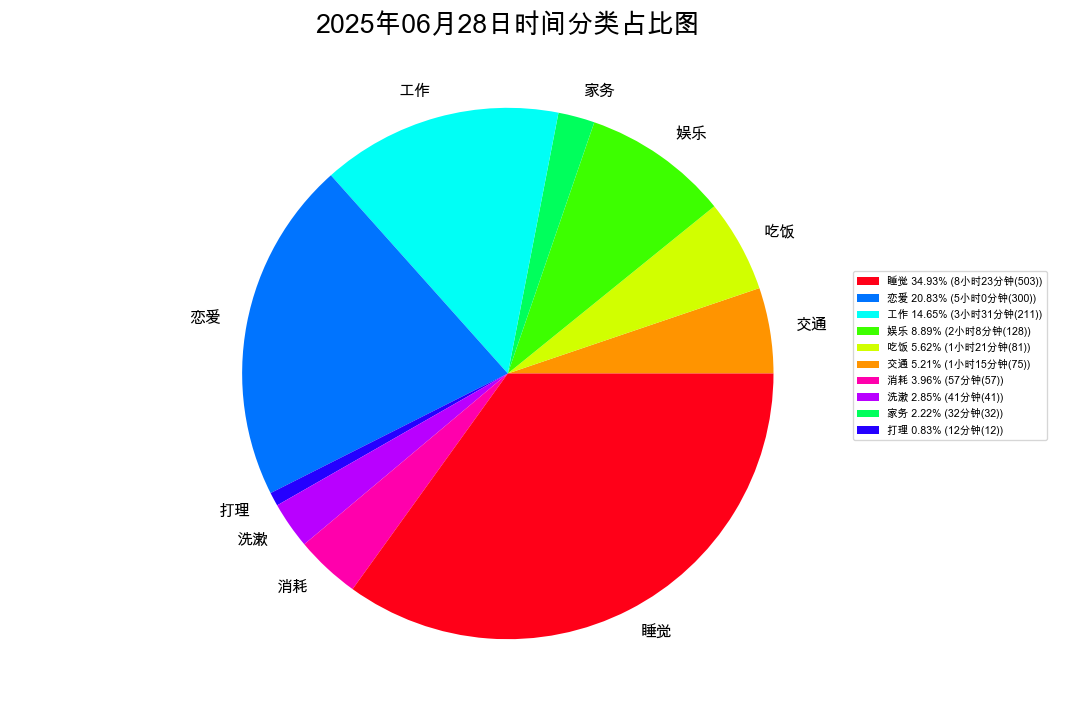 2025年06月28日时间分类占比图
工作
家务
娱乐
吃饭
交通
恋爱
打理
洗漱
消耗
睡觉
睡觉 34.93% (8小时23分钟(503))
恋爱 20.83% (5小时0分钟(300))
工作 14.65% (3小时31分钟(211))
娱乐 8.89% (2小时8分钟(128))
吃饭 5.62% (1小时21分钟(81))
交通 5.21% (1小时15分钟(75))
消耗 3.96% (57分钟(57))
洗漱 2.85% (41分钟(41))
家务 2.22% (32分钟(32))
打理 0.83% (12分钟(12))